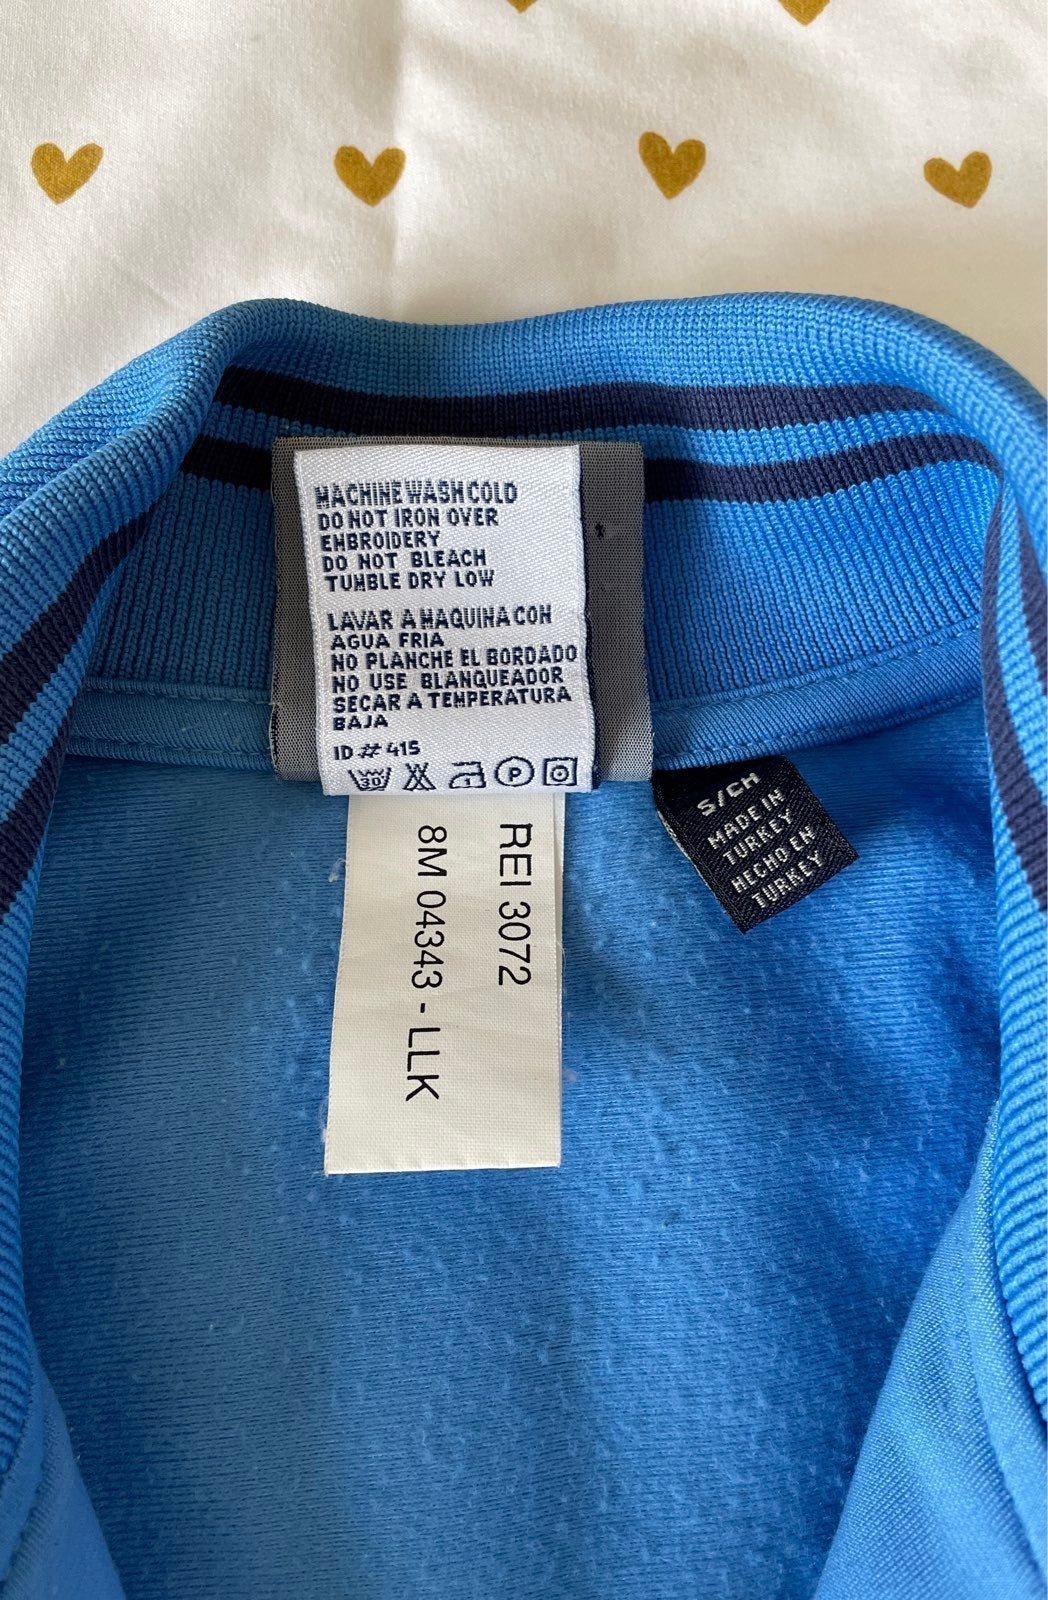 MACHINE WASH COLD
DO NOT IRON OVER
EMBROIDERY
DO NOT BLEACH
TUMBLE DRY LOW
LAVAR A MAQUINA CON
AGUA FRIA
NO PLANCHE EL BORDADO
NO USE BLANQUEADOR
SECAR A TEMPERATURA
BAJA
ID # 415
30 1 P
REI 3072
8M 04343 - LLK
S/CH
MADE IN
TURKEY
HECHO EN
TURKEY